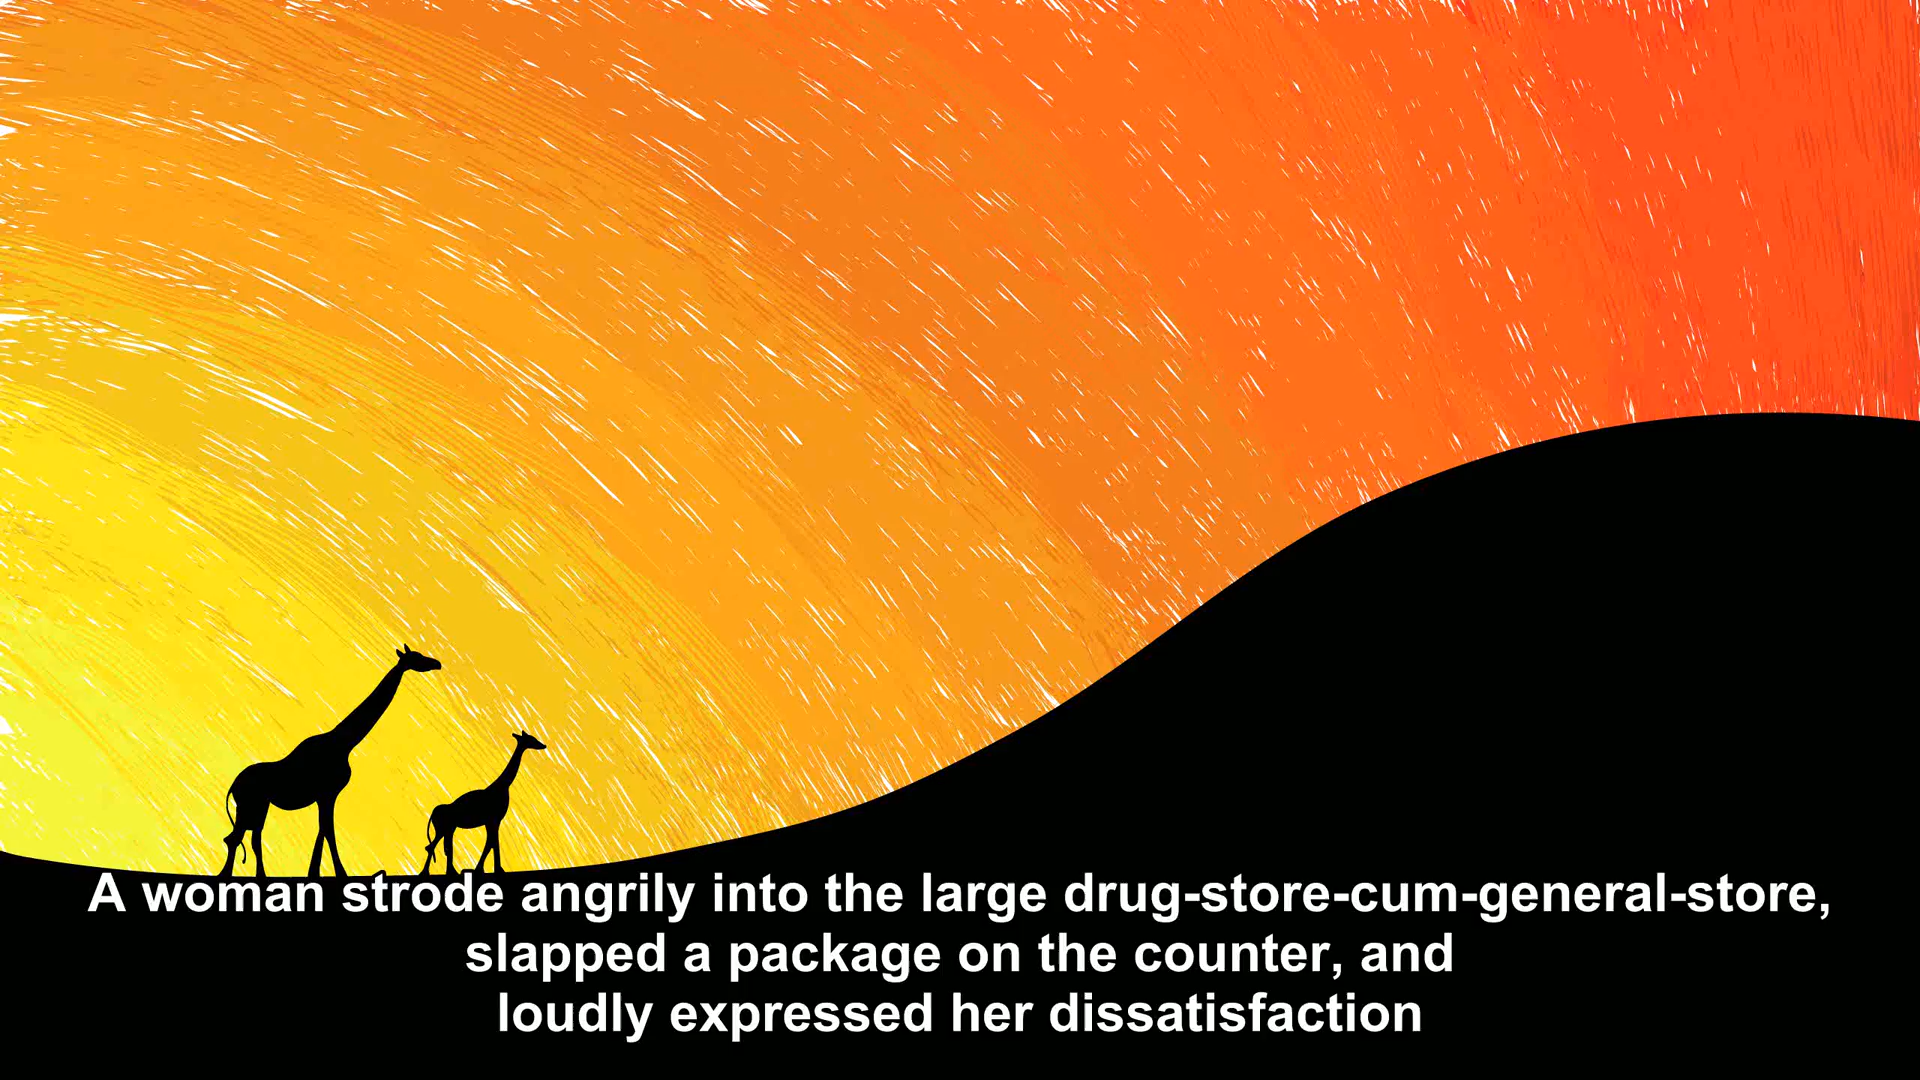 A woman strode angrily into the large drug-store-cum-general-store,
slapped a package on the counter, and
loudly expressed her dissatisfaction